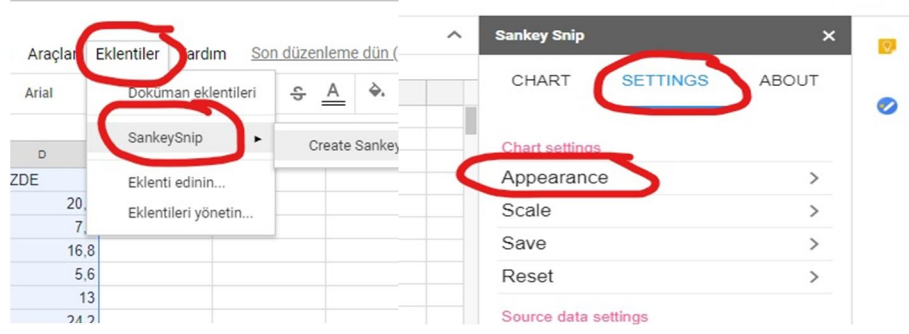 Araçlar Eklentiler Yardım Son düzenleme dün (
Arial
Doküman eklentileri
S A
SankeySnip
Create Sankey
D
ZDE
Eklenti edinin...
20,
Eklentileri yönetin...
7,
16,8
5,6
13
24,2
Sankey Snip
CHART SETTINGS ABOUT
Chart settings
Appearance
Scale
Save
Reset
Source data settings